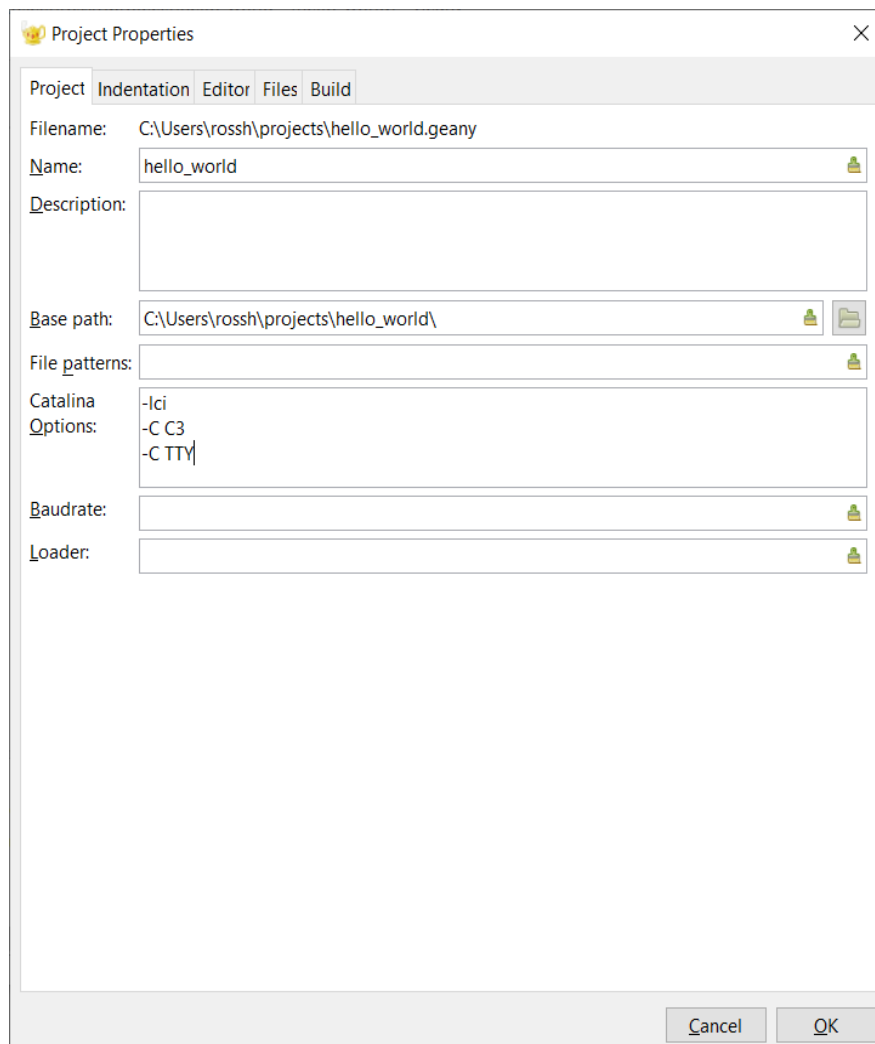 Project Properties
Project Indentation Editor Files Build
Filename: C:\Users\rossh\projects\hello_world.geany
Name: hello_world
Description:
Base path: C:\Users\rossh\projects\hello_world\
File patterns:
Catalina -lci
Options: -C C3
-C TTY
Baudrate:
Loader:
Cancel OK